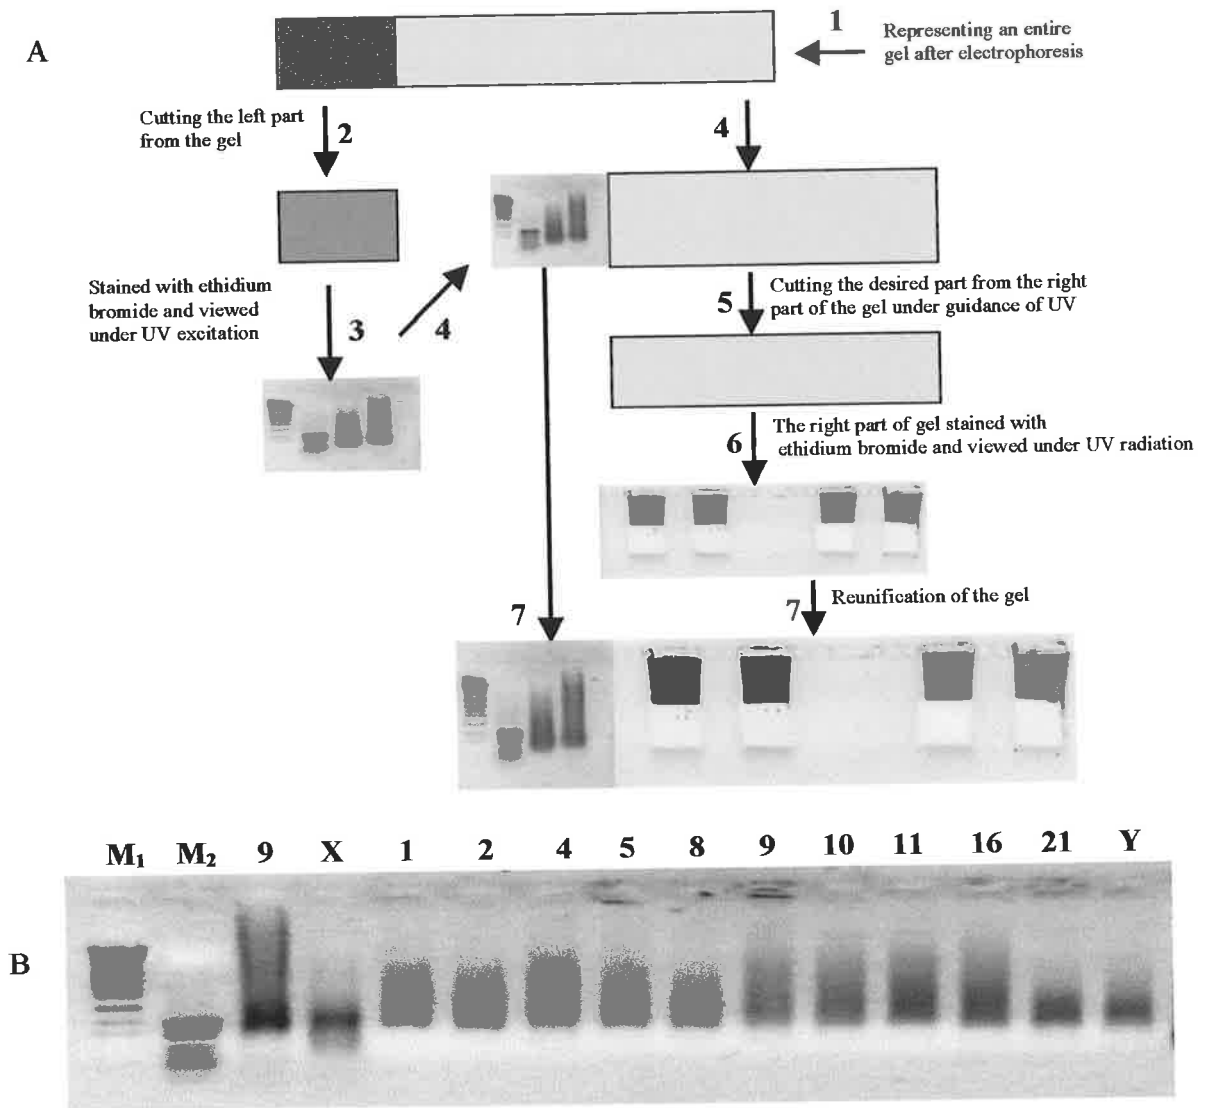 A
1
Representing an entire
gel after electrophoresis
Cutting the left part
from the gel
2
4
Stained with ethidium
bromide and viewed
under UV excitation
3
4
5
Cutting the desired part from the right
part of the gel under guidance of UV
6
The right part of gel stained with
ethidium bromide and viewed under UV radiation
7
7
Reunification of the gel
M₁ M₂ 9 X 1 2 4 5 8 9 10 11 16 21 Y
B